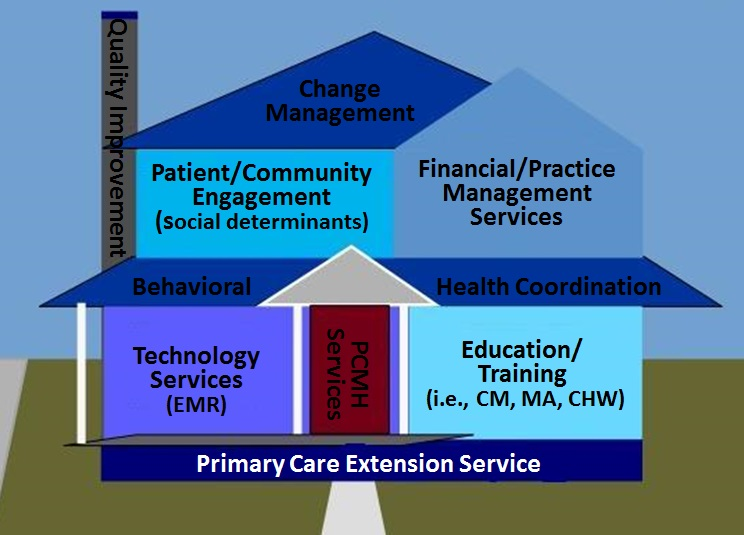 Quality Improvement
Change
Management
Patient/Community
Engagement
(Social determinants)
Financial/Practice
Management
Services
Behavioral
Health Coordination
Technology
Services
(EMR)
PCMH
Services
Education/
Training
(i.e., CM, MA, CHW)
Primary Care Extension Service